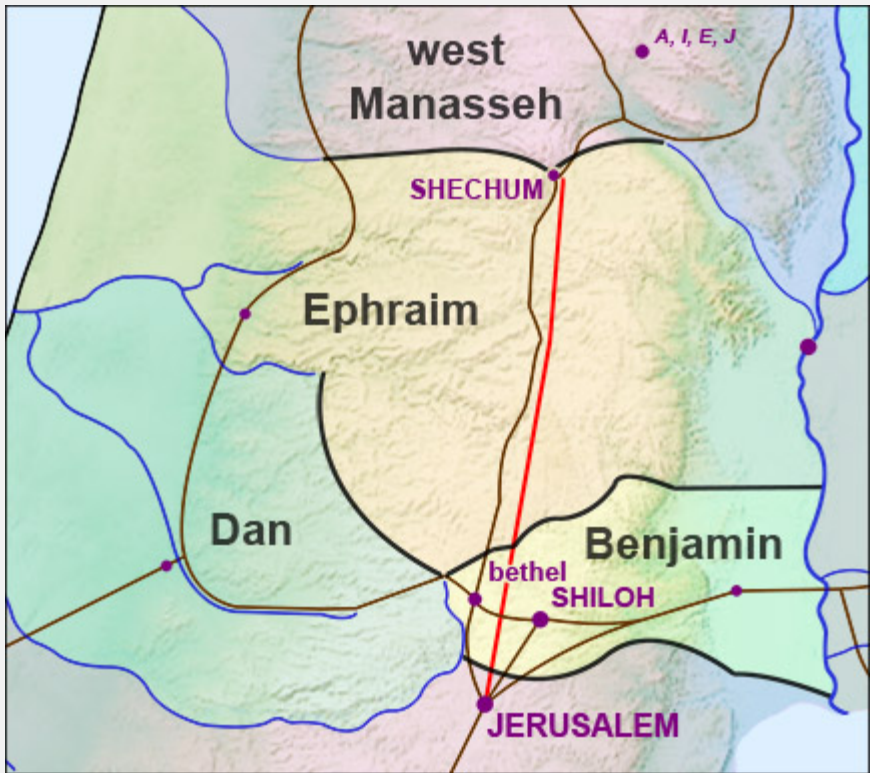 west
Manasseh
A, I, E, J
SHECHUM
Ephraim
Dan
Benjamin
bethel
SHILOH
JERUSALEM